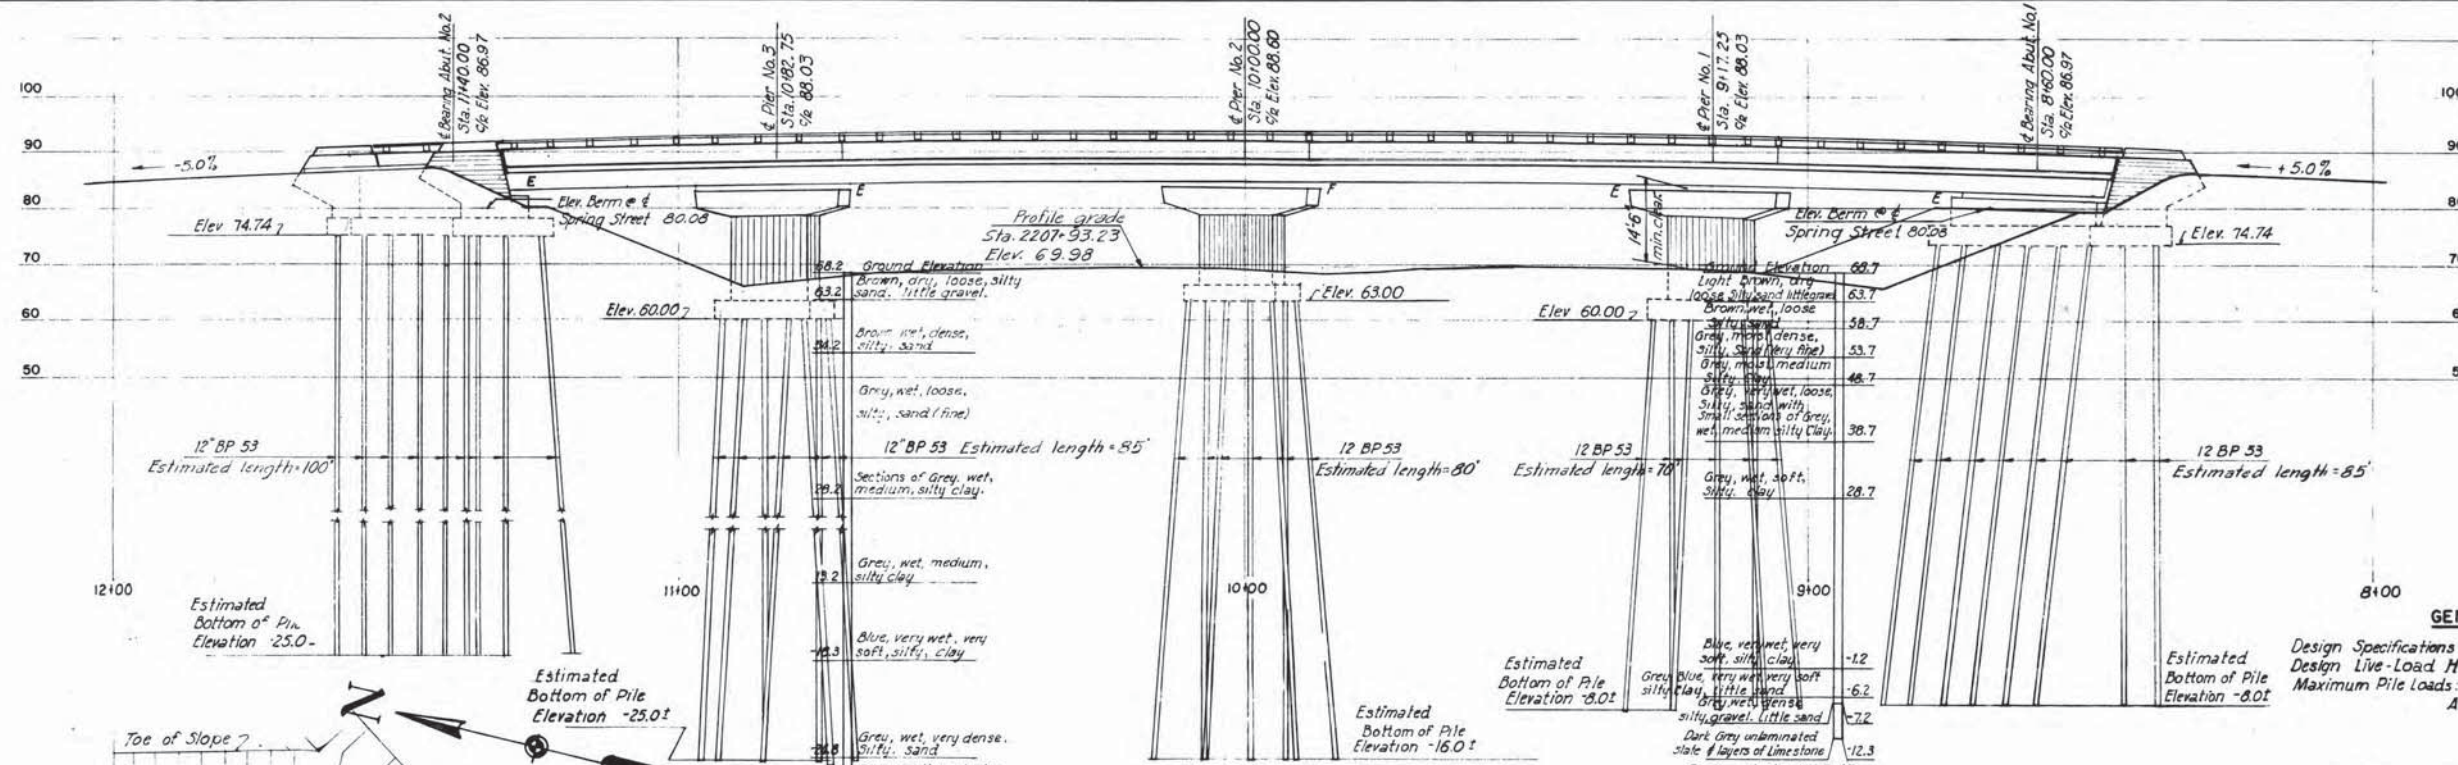 ₵ Bearing Abut. No.2
Sta. 11+40.00
c/l Elev. 86.97
₵ Pier No.3
Sta. 10+82.75
c/l 88.03
₵ Pier No.2
Sta. 10+00.00
c/l Elev. 88.60
₵ Pier No.1
Sta. 9+17.25
c/l Elev. 88.03
₵ Bearing Abut. No.1
Sta. 8+60.00
c/l Elev. 86.97
100
90
80
70
60
50
-5.0%
+5.0%
E
E
F
E
E
Elev. Berm @ ₵
Spring Street 80.08
Elev 74.74
Profile grade
Sta. 2207+93.23
Elev. 69.98
14'-6"
min. clear.
Elev. Berm @ ₵
Spring Street 80.08
Elev. 74.74
68.2 Ground Elevation
Brown, dry, loose, silty
63.2 sand. little gravel.
Elev. 60.00
Brown wet, dense,
silty, sand
Grey, wet, loose,
silty, sand (fine)
Sections of Grey, wet,
28.2 medium, silty clay.
Grey, wet, medium,
silty clay
Blue, very wet, very
soft, silty, clay
Grey, wet, very dense.
Silty. sand
Elev. 63.00
Elev 60.00
Ground Elevation 68.7
Light Brown, dry
loose Silty sand little gravel 63.7
Brown wet, loose
Silty sand 58.7
Grey, moist dense,
Silty, Sand (Very fine) 53.7
Grey, moist medium
Silty, Clay 48.7
Grey, very wet, loose,
Silty, sand with
Small sections of Grey,
wet, medium silty Clay. 38.7
Grey, wet, soft,
Silty. clay 28.7
Blue, very wet, very
soft, silty clay -1.2
Grey Blue, very wet very soft
silty Clay, little sand -6.2
Grey, wet, dense
silty, gravel. Little sand -7.2
Dark Grey unlaminated
slate & layers of Limestone -12.3
12" BP 53
Estimated length=100'
12" BP 53 Estimated length=85'
12 BP 53
Estimated length=80'
12 BP 53
Estimated length=70'
12 BP 53
Estimated length=85'
12+00
11+00
10+00
9+00
8+00
Estimated
Bottom of Pile
Elevation -25.0
Estimated
Bottom of Pile
Elevation -25.0±
Estimated
Bottom of Pile
Elevation -16.0±
Estimated
Bottom of Pile
Elevation -8.0±
Estimated
Bottom of Pile
Elevation -8.0±
Toe of Slope
N
Design Specifications
Design Live-Load H
Maximum Pile Loads: